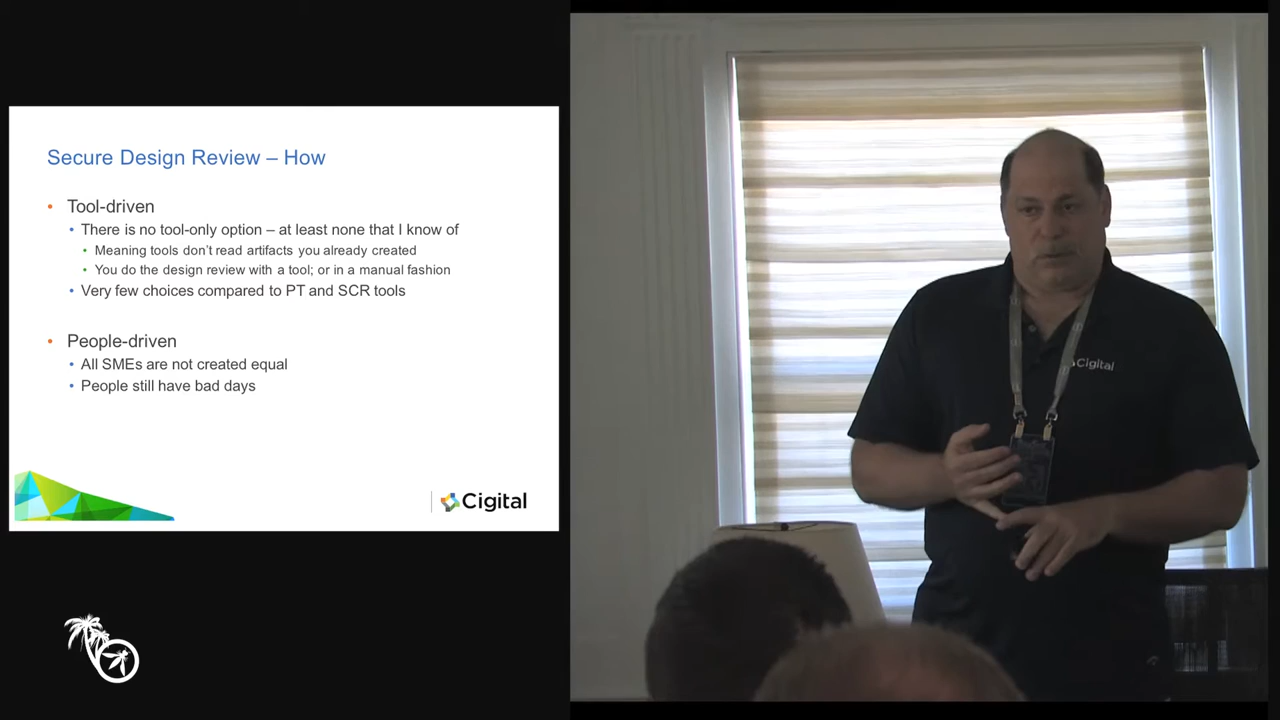 Secure Design Review – How
• Tool-driven
• There is no tool-only option – at least none that I know of
• Meaning tools don't read artifacts you already created
• You do the design review with a tool; or in a manual fashion
• Very few choices compared to PT and SCR tools
• People-driven
• All SMEs are not created equal
• People still have bad days
Cigital
Cigital